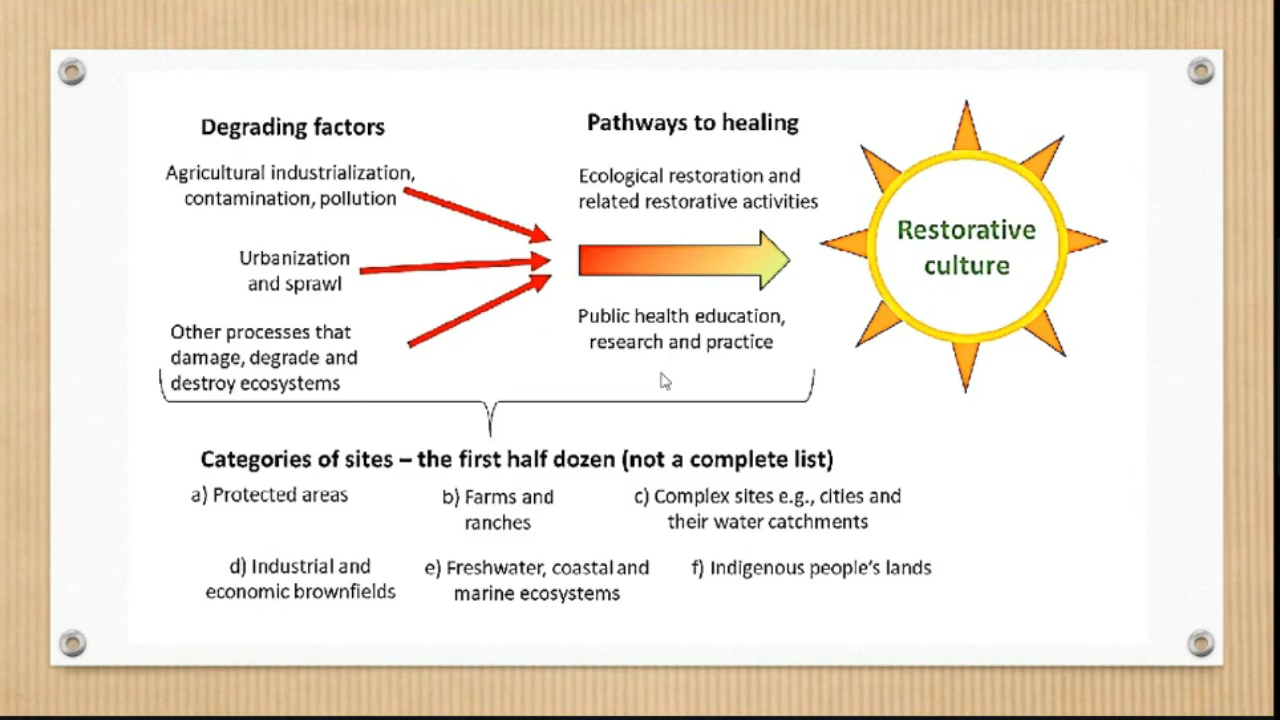 Degrading factors
Agricultural industrialization,
contamination, pollution
Urbanization
and sprawl
Other processes that
damage, degrade and
destroy ecosystems
Pathways to healing
Ecological restoration and
related restorative activities
Public health education,
research and practice
Restorative
culture
Categories of sites – the first half dozen (not a complete list)
a) Protected areas
b) Farms and
ranches
c) Complex sites e.g., cities and
their water catchments
d) Industrial and
economic brownfields
e) Freshwater, coastal and
marine ecosystems
f) Indigenous people’s lands